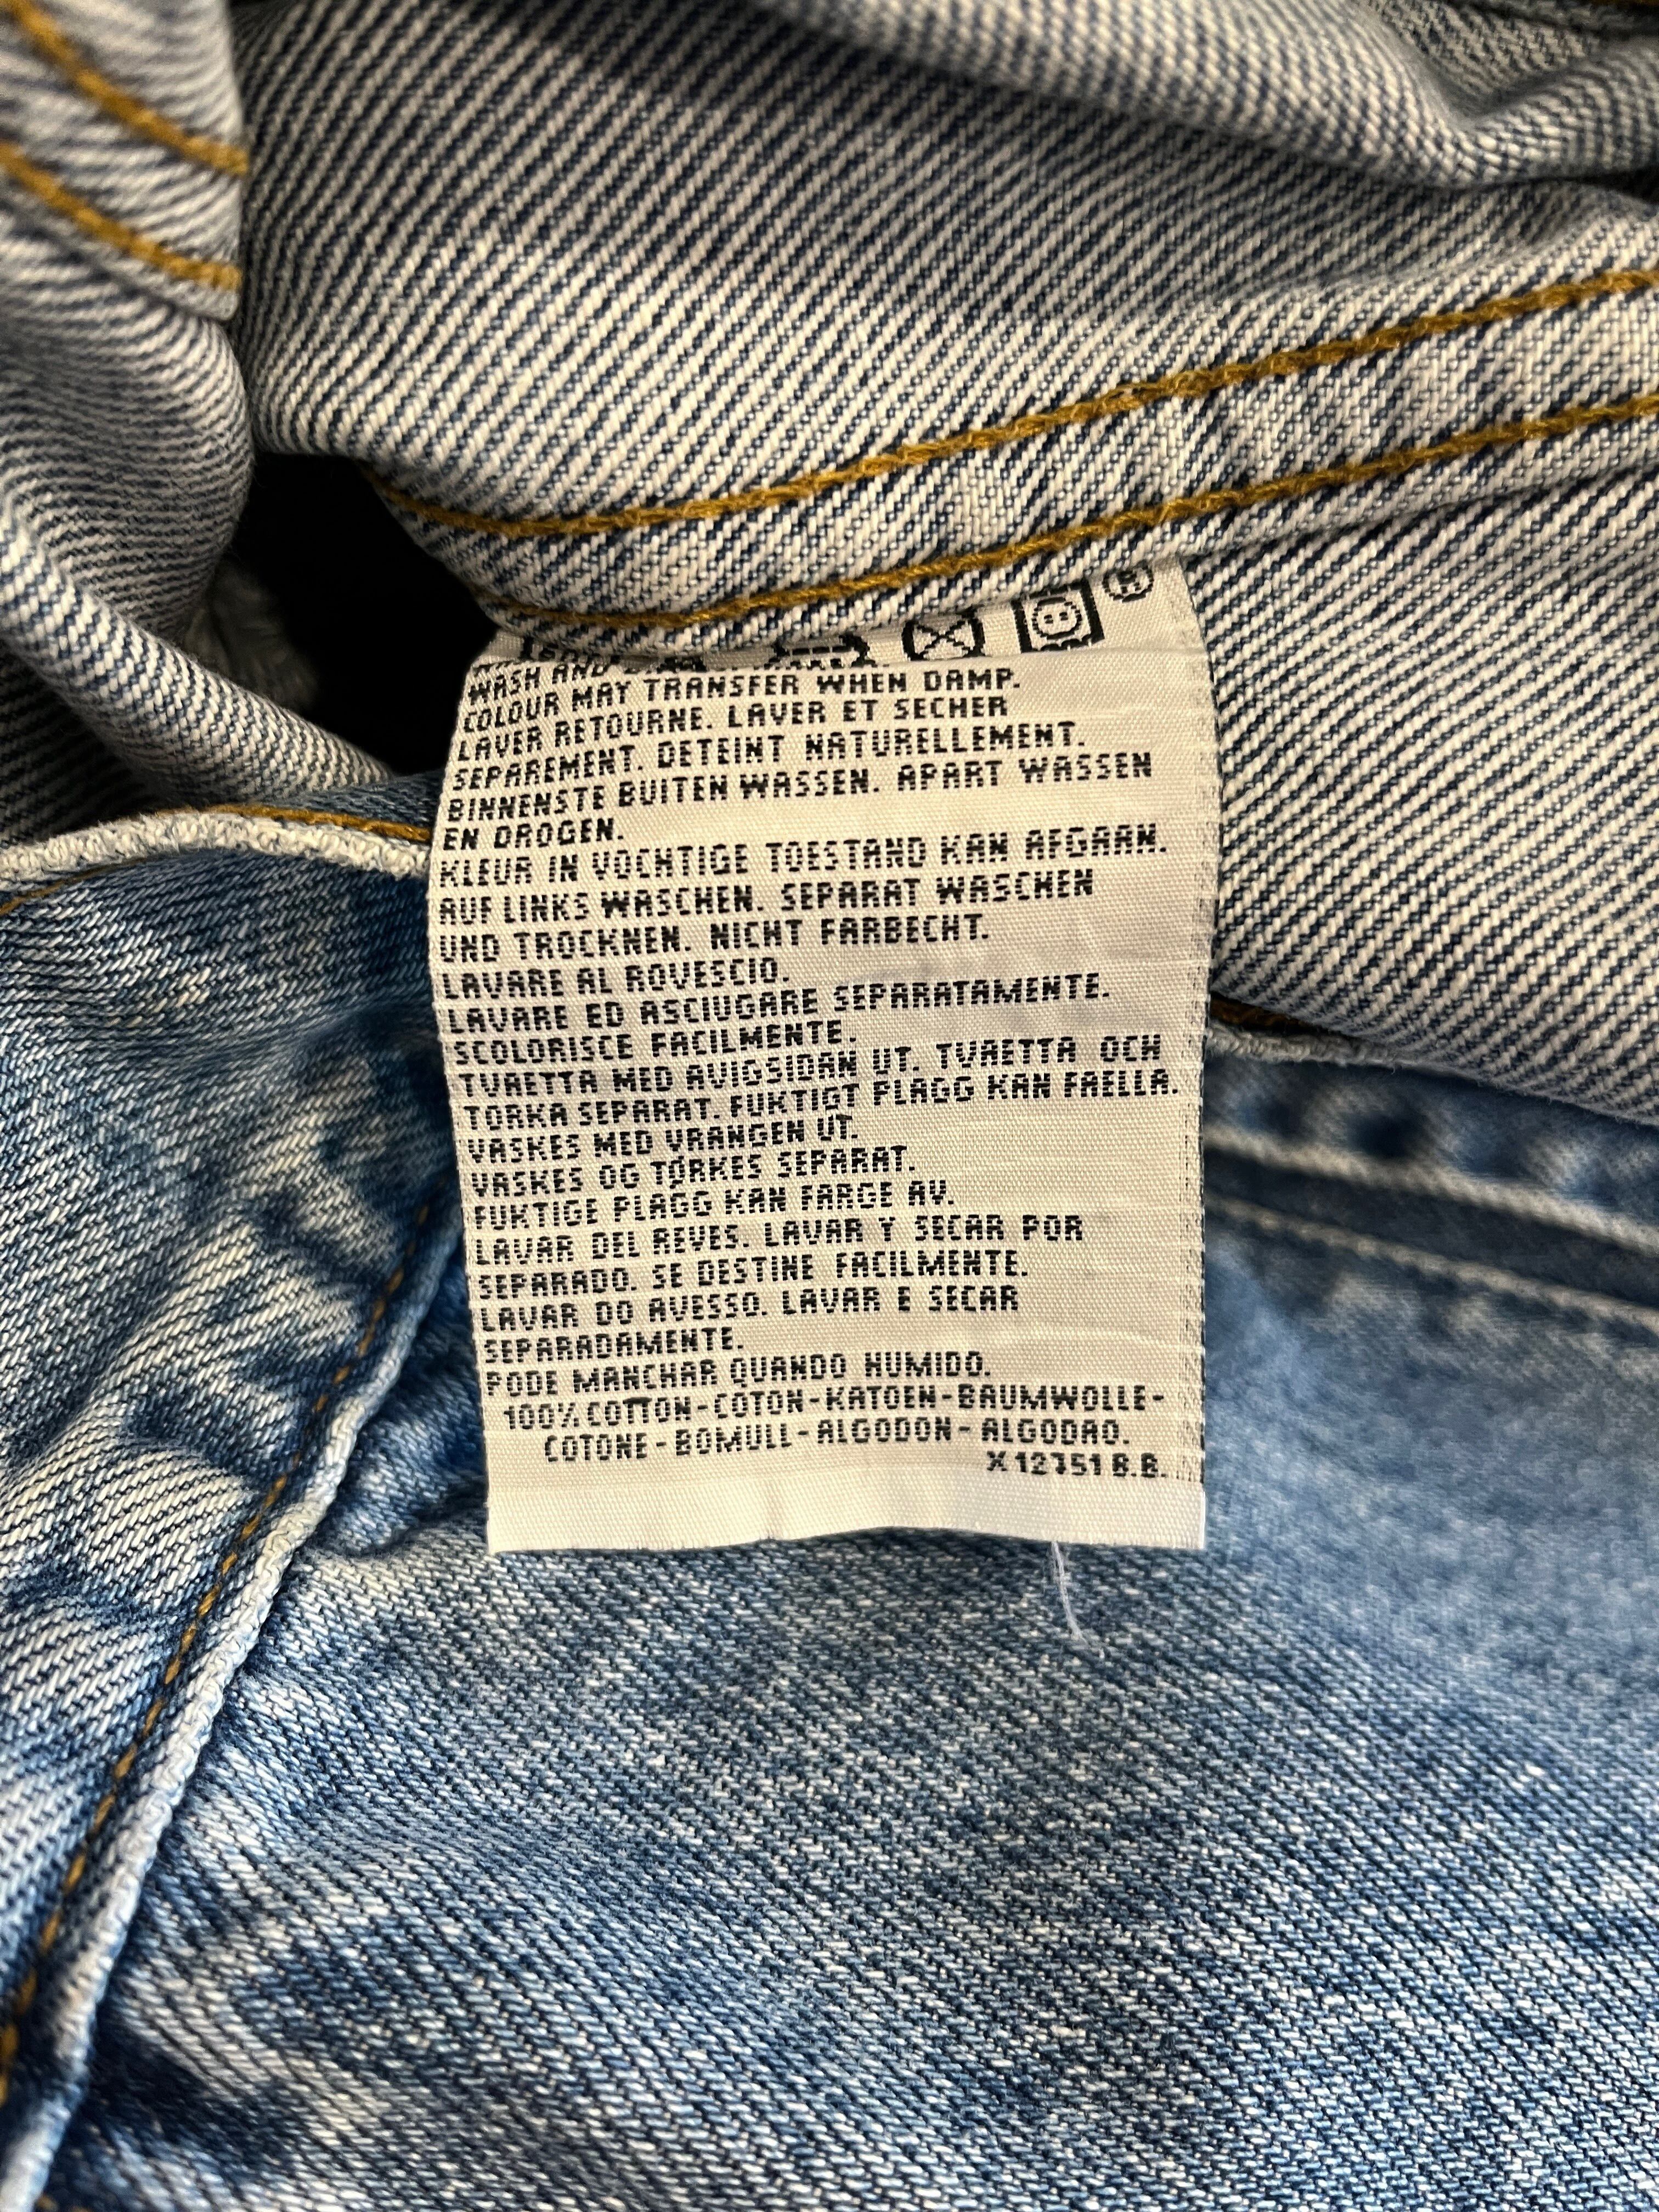 ®
WASH AND
COLOUR MAY TRANSFER WHEN DAMP.
LAVER RETOURNE. LAVER ET SECHER
SEPAREMENT. DETEINT NATURELLEMENT.
BINNENSTE BUITEN WASSEN. APART WASSEN
EN DROGEN.
KLEUR IN VOCHTIGE TOESTAND KAN AFGAAN.
AUF LINKS WASCHEN. SEPARAT WASCHEN
UND TROCKNEN. NICHT FARBECHT.
LAVARE AL ROVESCIO.
LAVARE ED ASCIUGARE SEPARATAMENTE.
SCOLORISCE FACILMENTE.
TVAETTA MED AVIGSIDAN UT. TVAETTA OCH
TORKA SEPARAT. FUKTIGT PLAGG KAN FAELLA.
VASKES MED VRANGEN UT.
VASKES OG TØRKES SEPARAT.
FUKTIGE PLAGG KAN FARGE AV.
LAVAR DEL REVES. LAVAR Y SECAR POR
SEPARADO. SE DESTINE FACILMENTE.
LAVAR DO AVESSO. LAVAR E SECAR
SEPARADAMENTE.
PODE MANCHAR QUANDO HUMIDO.
100% COTTON-COTON-KATOEN-BAUMWOLLE-
COTONE-BOMULL-ALGODON-ALGODAO.
X12751 B.B.